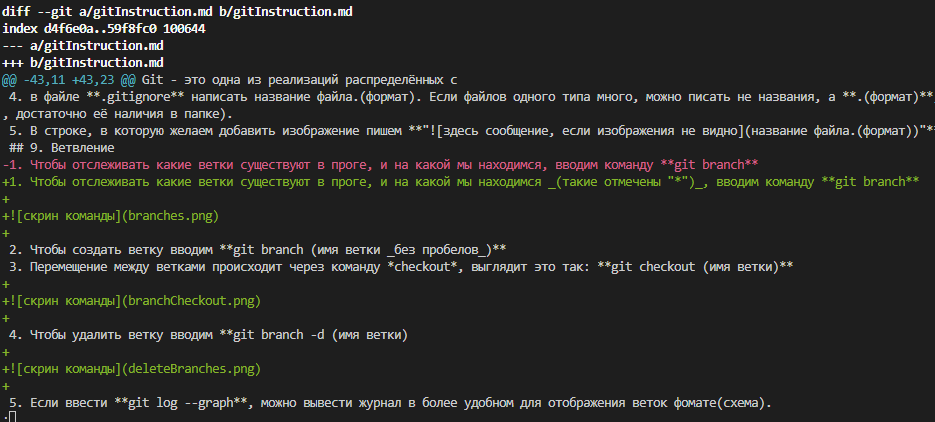 diff --git a/gitInstruction.md b/gitInstruction.md
index d4f6e0a..59f8fc0 100644
--- a/gitInstruction.md
+++ b/gitInstruction.md
@@ -43,11 +43,23 @@ Git - это одна из реализаций распределённых с
 4. в файле **.gitignore** написать название файла.(формат). Если файлов одного типа много, можно писать не названия, а **.(формат)**
, достаточно её наличия в папке).
 5. В строке, в которую желаем добавить изображение пишем **"![здесь сообщение, если изображения не видно](название файла.(формат))"**
 ## 9. Ветвление
-1. Чтобы отслеживать какие ветки существуют в проге, и на какой мы находимся, вводим команду **git branch**
+1. Чтобы отслеживать какие ветки существуют в проге, и на какой мы находимся _(такие отмечены "*")_, вводим команду **git branch**
+
+![скрин команды](branches.png)
+
 2. Чтобы создать ветку вводим **git branch (имя ветки _без пробелов_)**
 3. Перемещение между ветками происходит через команду *checkout*, выглядит это так: **git checkout (имя ветки)**
+
+![скрин команды](branchCheckout.png)
+
 4. Чтобы удалить ветку вводим **git branch -d (имя ветки)
+
+![скрин команды](deleteBranches.png)
+
 5. Если ввести **git log --graph**, можно вывести журнал в более удобном для отображения веток фомате(схема).
: